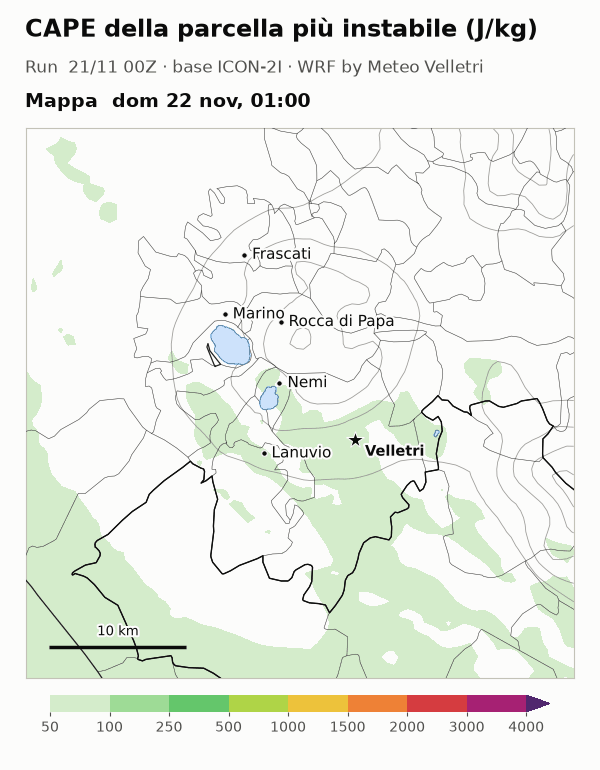 CAPE della parcella più instabile (J/kg)
Run  21/11 00Z · base ICON-2I · WRF by Meteo Velletri
Mappa  dom 22 nov, 01:00
Frascati
Marino
Rocca di Papa
Nemi
Velletri
Lanuvio
10 km
50 100 250 500 1000 1500 2000 3000 4000